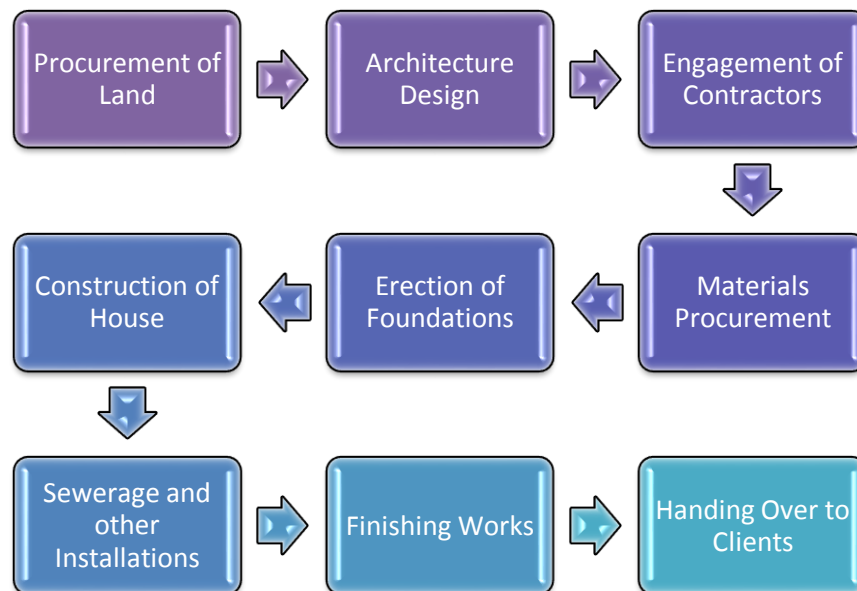 Procurement of
Land
Architecture
Design
Engagement of
Contractors
Materials
Procurement
Erection of
Foundations
Construction of
House
Sewerage and
other
Installations
Finishing Works
Handing Over to
Clients